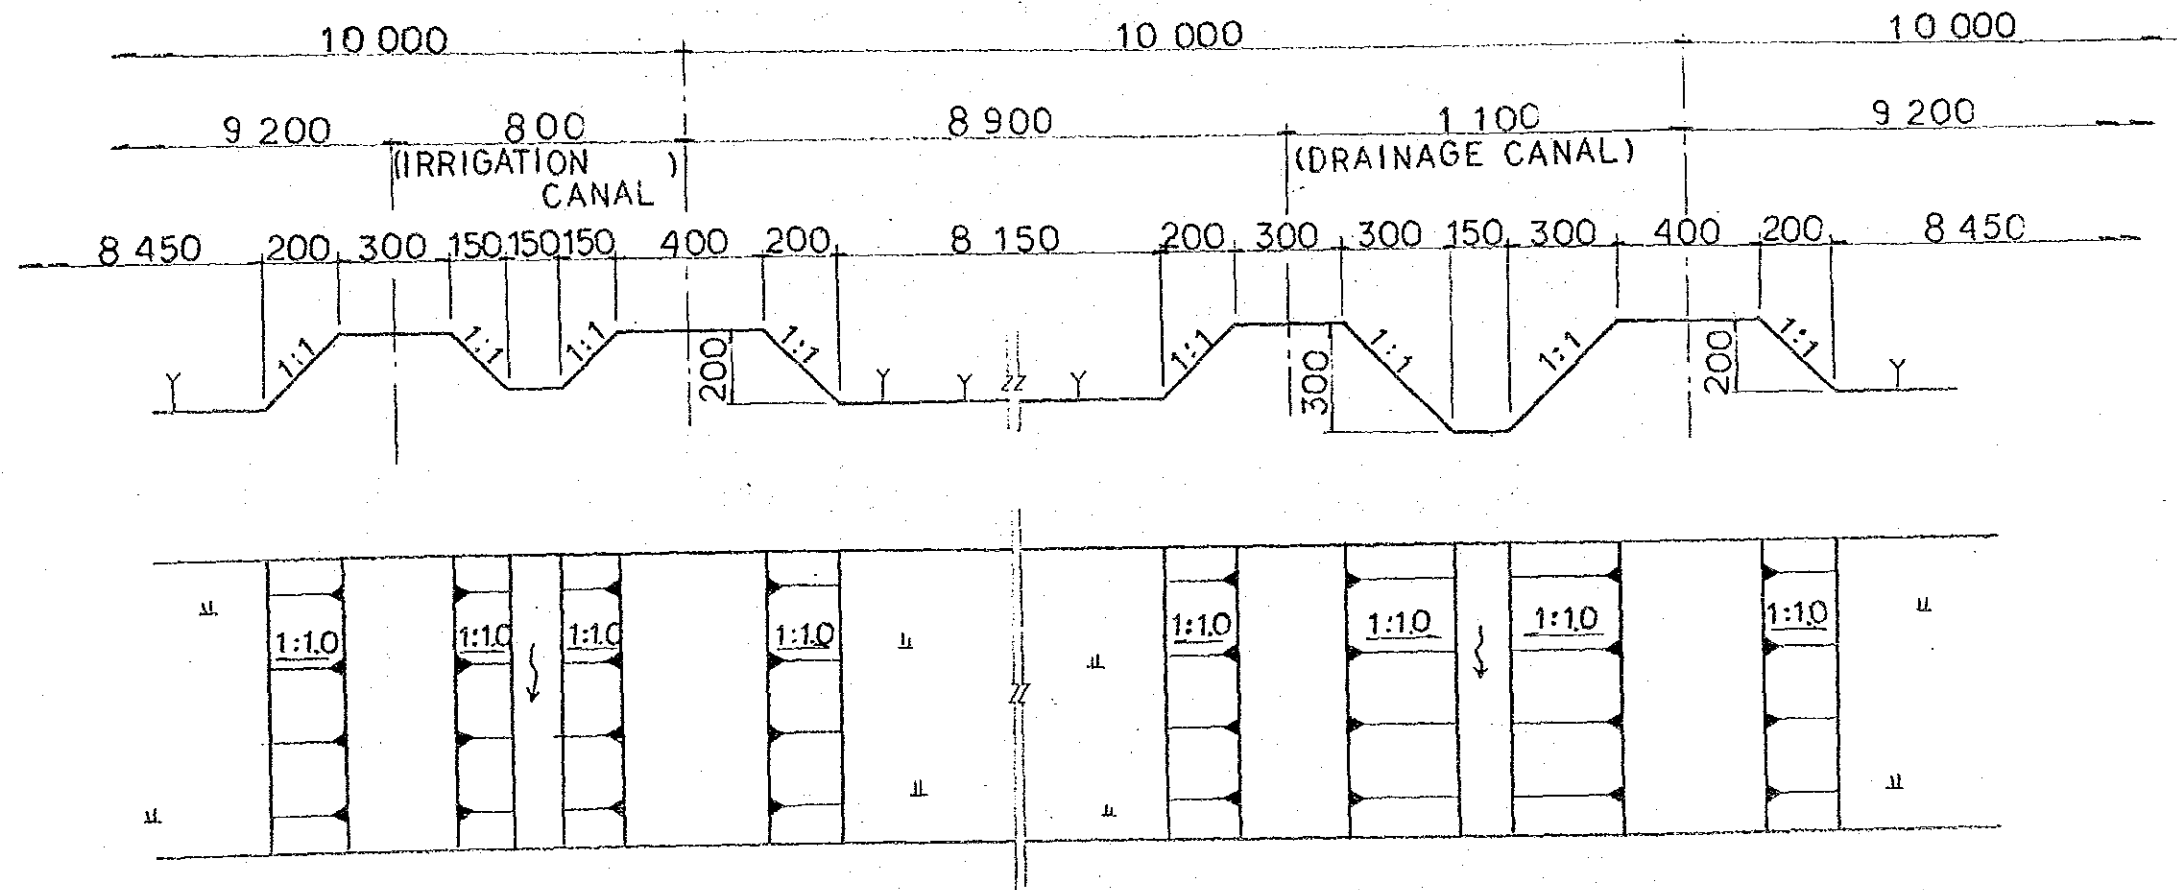 10 000 10 000 10 000
9 200 800 8 900 1 100 9 200
(IRRIGATION ) (DRAINAGE CANAL)
CANAL
8 450 200 300 150 150 150 400 200 8 150 200 300 300 150 300 400 200 8 450
1:1 1:1 1:1 200 1:1 1:1 300 1:1 1:1 200 1:1
1:1.0 1:1.0 1:1.0 1:1.0 1:1.0 1:1.0 1:1.0 1:1.0